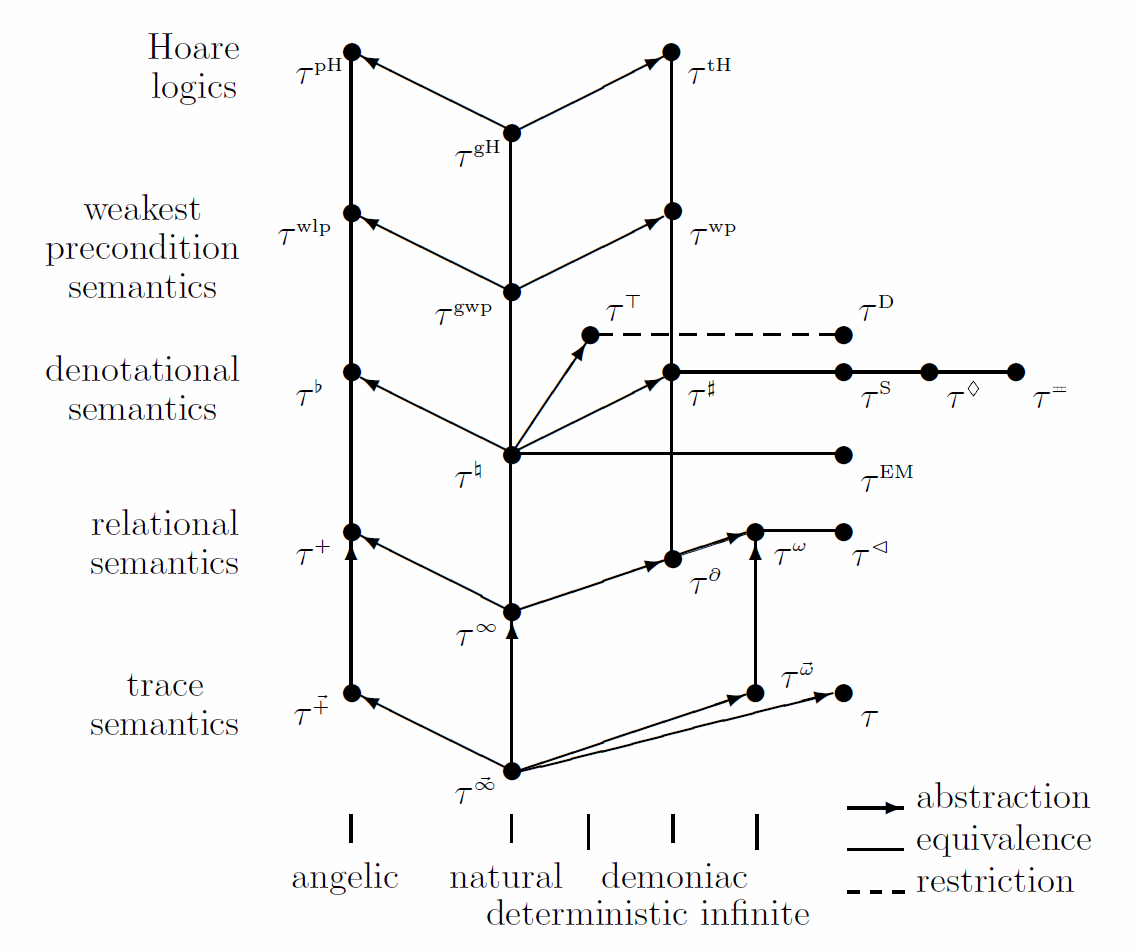 Hoare
logics
τ^pH
τ^tH
τ^gH
weakest
precondition
semantics
τ^wlp
τ^wp
τ^gwp
τ^⊤
τ^D
denotational
semantics
τ^♭
τ^♯
τ^S
τ^◊
τ^=
τ^♮
τ^EM
relational
semantics
τ^+
τ^∂
τ^ω
τ^⊲
τ^∞
trace
semantics
τ^+⃗
τ^ω⃗
τ
τ^∞⃗
abstraction
equivalence
restriction
angelic natural demoniac
deterministic infinite